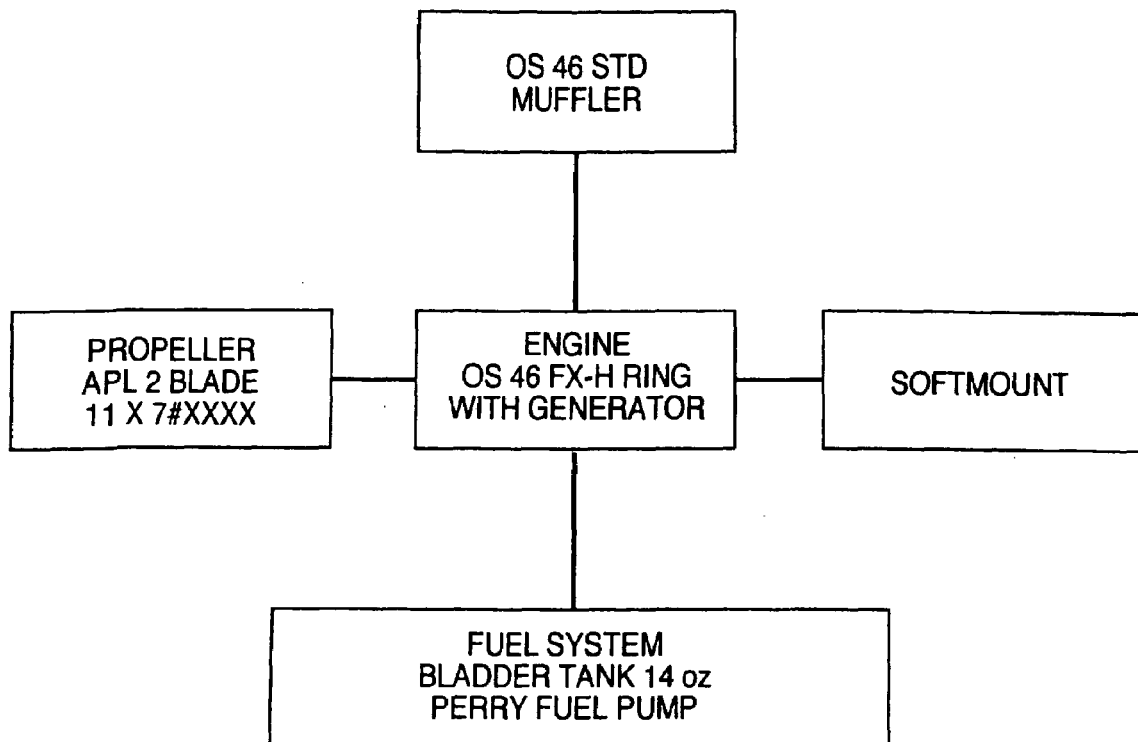 OS 46 STD
MUFFLER
PROPELLER
APL 2 BLADE
11 X 7#XXXX
ENGINE
OS 46 FX-H RING
WITH GENERATOR
SOFTMOUNT
FUEL SYSTEM
BLADDER TANK 14 oz
PERRY FUEL PUMP